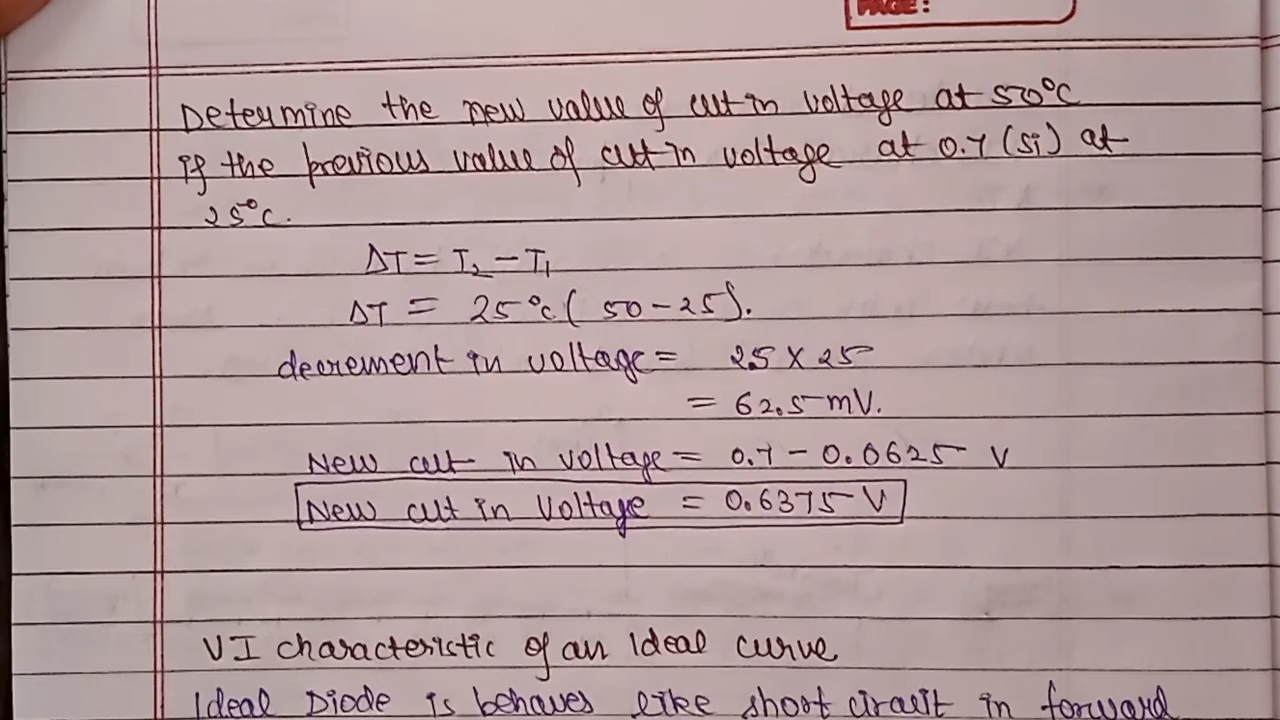 PAGE:
Determine the new value of cut in voltage at 50°C
if the previous value of cut in voltage at 0.7 (Si) at
25°C.
ΔT = T₂ – T₁
ΔT = 25°C ( 50 – 25).
decrement in voltage = 25 X 25
= 62.5 mV.
New cut in voltage = 0.7 – 0.0625 V
New cut in Voltage = 0.6375 V
VI characteristic of an Ideal curve
Ideal Diode is behaves like short circuit in forward